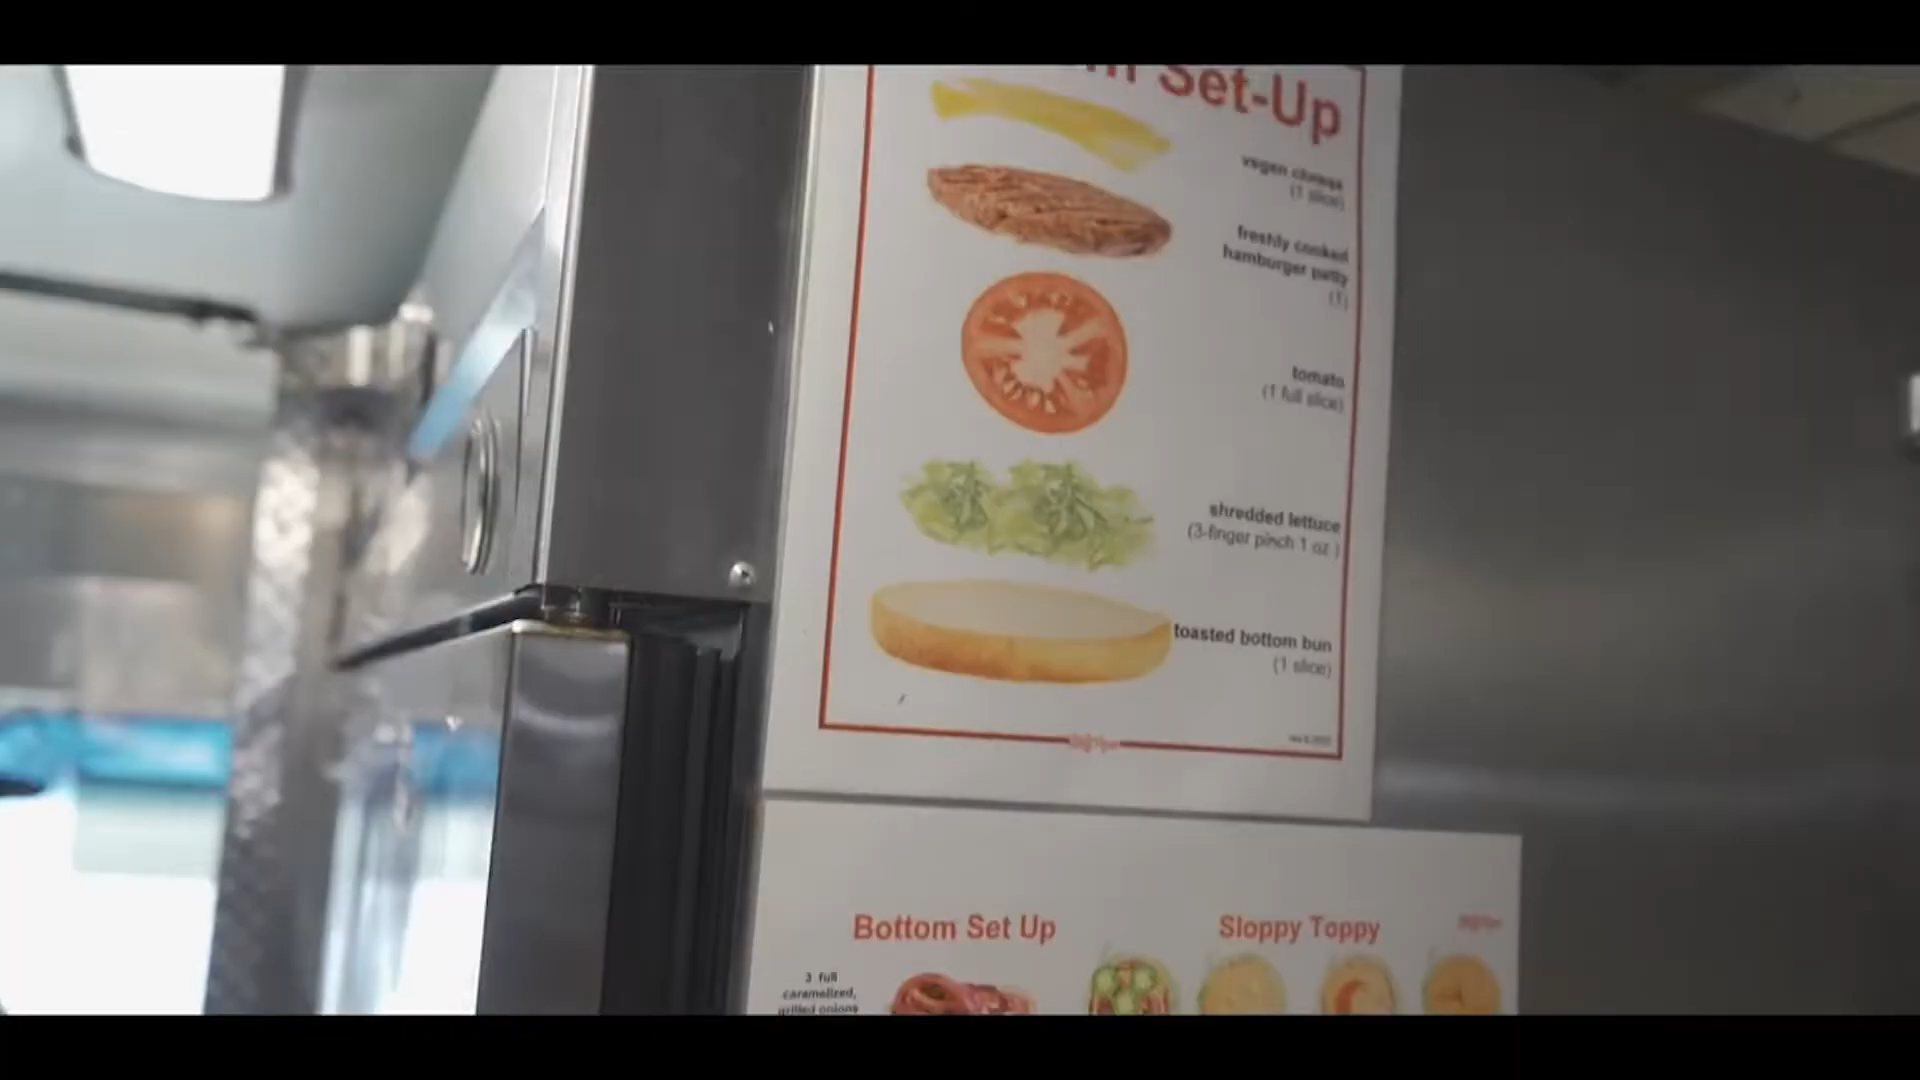 Set-Up
vegan cheese
(1 slice)
freshly cooked
hamburger patty
(1)
tomato
(1 full slice)
shredded lettuce
(3-finger pinch 1 oz )
toasted bottom bun
(1 slice)
Bottom Set Up
Sloppy Toppy
3 full
caramelized,
grilled onions